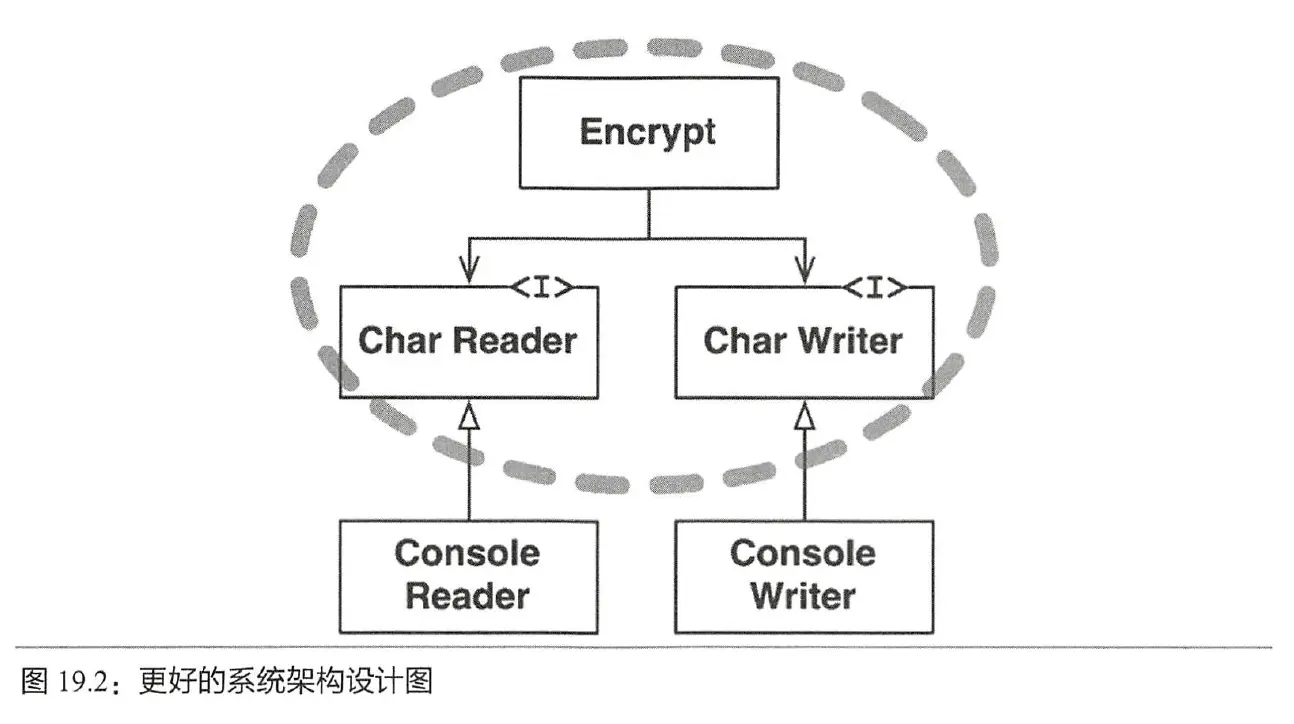 Encrypt
<I>
<I>
Char Reader
Char Writer
Console
Reader
Console
Writer
图 19.2：更好的系统架构设计图